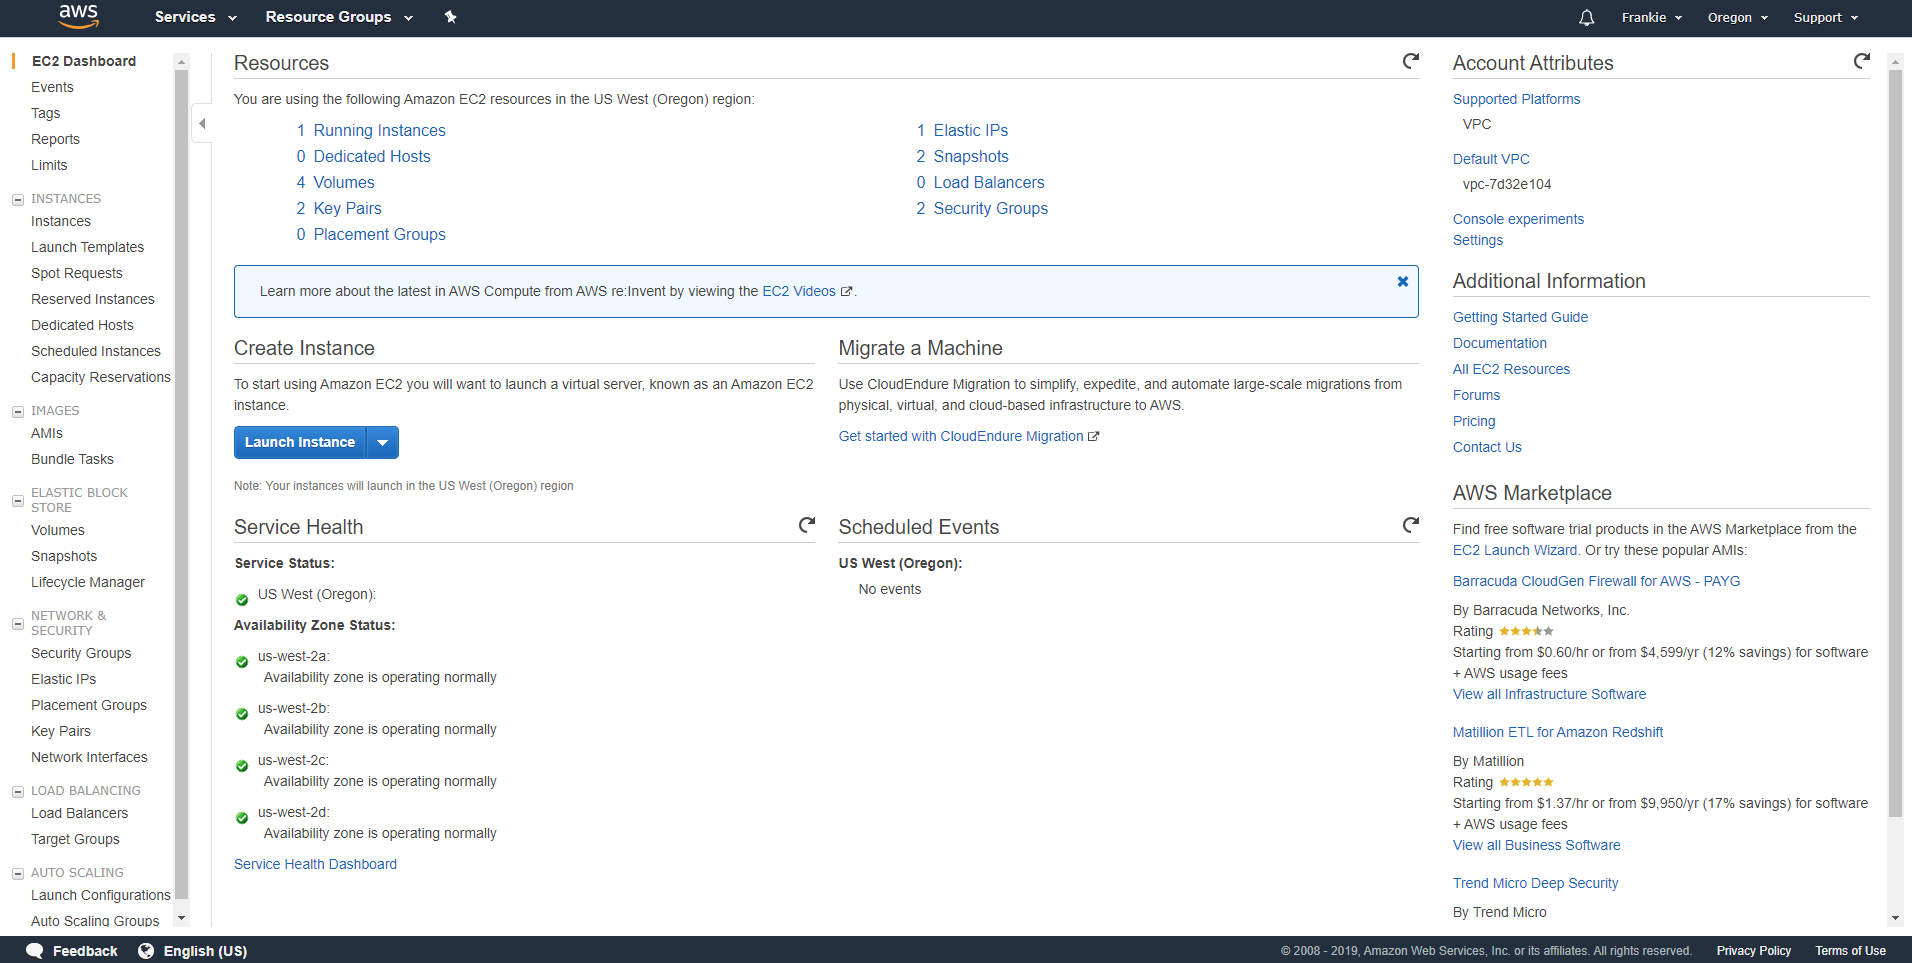 aws
Services
Resource Groups
Frankie
Oregon
Support
EC2 Dashboard
Events
Tags
Reports
Limits
INSTANCES
Instances
Launch Templates
Spot Requests
Reserved Instances
Dedicated Hosts
Scheduled Instances
Capacity Reservations
IMAGES
AMIs
Bundle Tasks
ELASTIC BLOCK
STORE
Volumes
Snapshots
Lifecycle Manager
NETWORK &
SECURITY
Security Groups
Elastic IPs
Placement Groups
Key Pairs
Network Interfaces
LOAD BALANCING
Load Balancers
Target Groups
AUTO SCALING
Launch Configurations
Auto Scaling Groups
Resources
You are using the following Amazon EC2 resources in the US West (Oregon) region:
1 Running Instances
0 Dedicated Hosts
4 Volumes
2 Key Pairs
0 Placement Groups
1 Elastic IPs
2 Snapshots
0 Load Balancers
2 Security Groups
Learn more about the latest in AWS Compute from AWS re:Invent by viewing the EC2 Videos .
Create Instance
To start using Amazon EC2 you will want to launch a virtual server, known as an Amazon EC2
instance.
Launch Instance
Note: Your instances will launch in the US West (Oregon) region
Migrate a Machine
Use CloudEndure Migration to simplify, expedite, and automate large-scale migrations from
physical, virtual, and cloud-based infrastructure to AWS.
Get started with CloudEndure Migration
Service Health
Service Status:
US West (Oregon):
Availability Zone Status:
us-west-2a:
Availability zone is operating normally
us-west-2b:
Availability zone is operating normally
us-west-2c:
Availability zone is operating normally
us-west-2d:
Availability zone is operating normally
Service Health Dashboard
Scheduled Events
US West (Oregon):
No events
Account Attributes
Supported Platforms
VPC
Default VPC
vpc-7d32e104
Console experiments
Settings
Additional Information
Getting Started Guide
Documentation
All EC2 Resources
Forums
Pricing
Contact Us
AWS Marketplace
Find free software trial products in the AWS Marketplace from the
EC2 Launch Wizard. Or try these popular AMIs:
Barracuda CloudGen Firewall for AWS - PAYG
By Barracuda Networks, Inc.
Rating
Starting from $0.60/hr or from $4,599/yr (12% savings) for software
+ AWS usage fees
View all Infrastructure Software
Matillion ETL for Amazon Redshift
By Matillion
Rating
Starting from $1.37/hr or from $9,950/yr (17% savings) for software
+ AWS usage fees
View all Business Software
Trend Micro Deep Security
By Trend Micro
Feedback
English (US)
© 2008 - 2019, Amazon Web Services, Inc. or its affiliates. All rights reserved.
Privacy Policy
Terms of Use